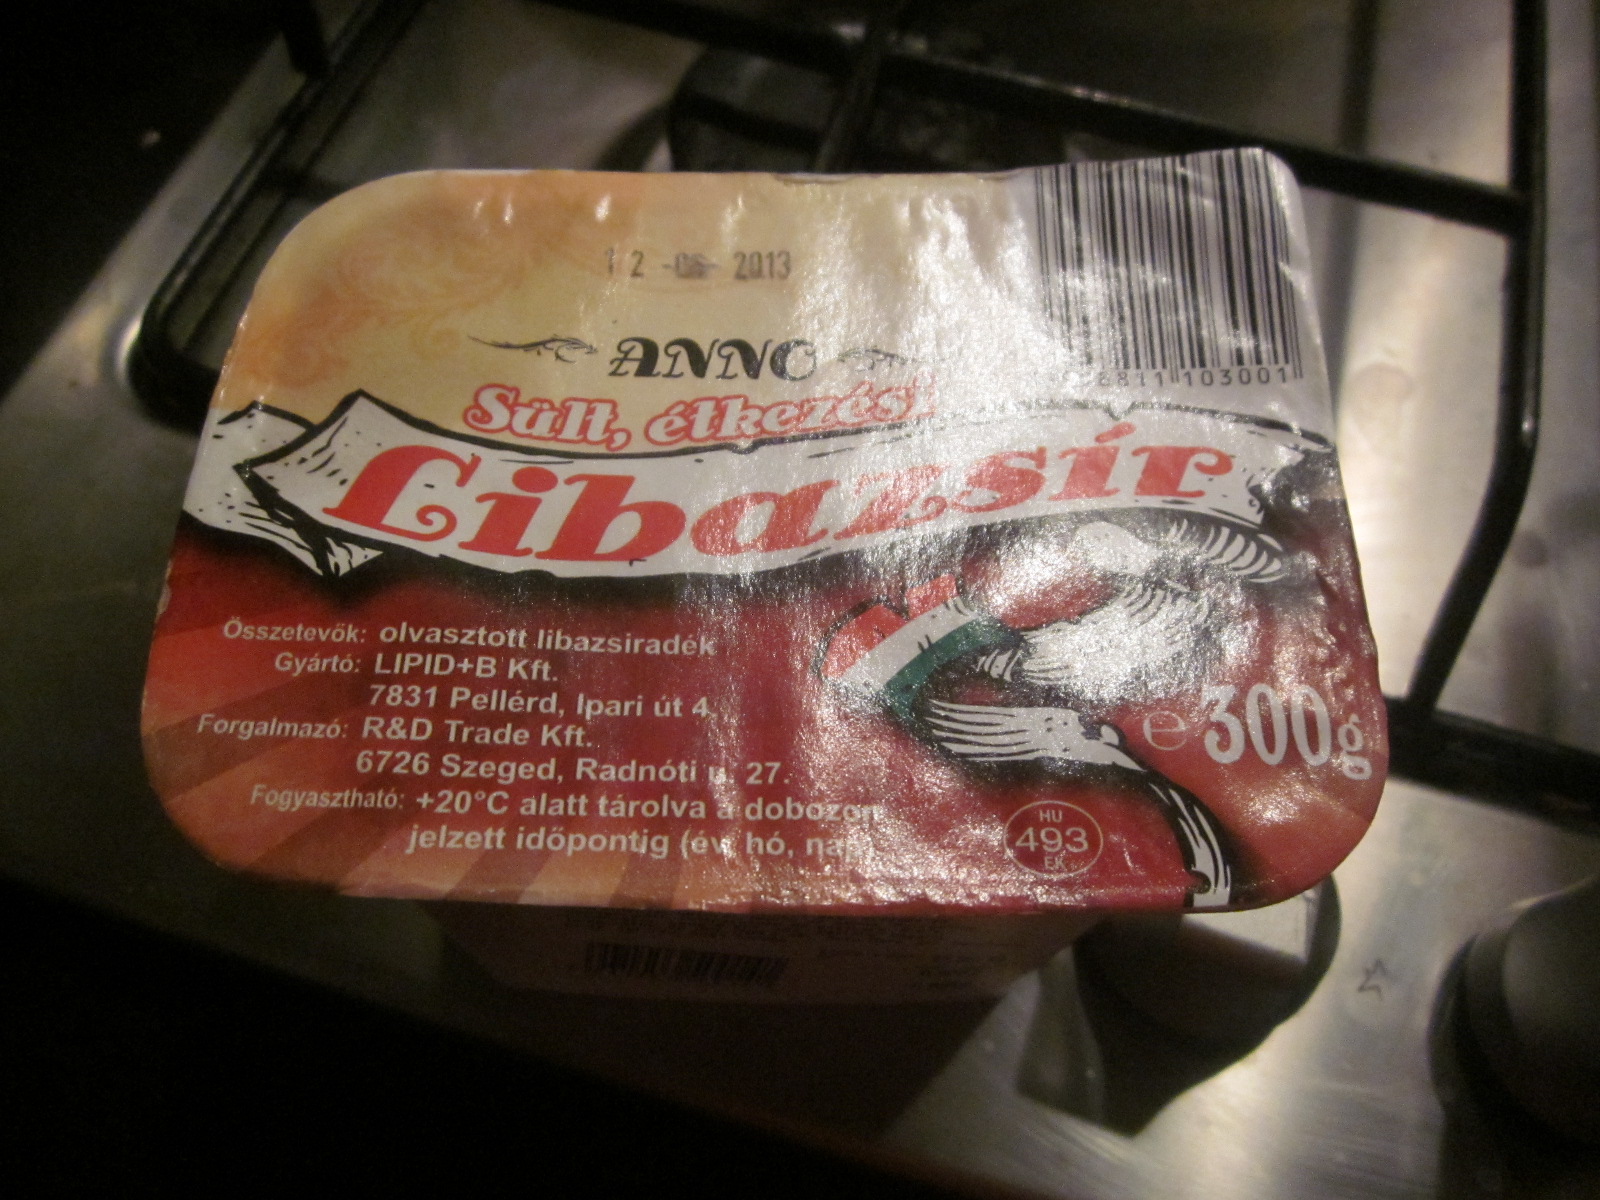 12 -06- 2013
ANNO
Sült, étkezési
Libazsír
8811 103001
Összetevők: olvasztott libazsiradék
Gyártó: LIPID+B Kft.
7831 Pellérd, Ipari út 4.
Forgalmazó: R&D Trade Kft.
6726 Szeged, Radnóti u. 27.
Fogyasztható: +20°C alatt tárolva a dobozon
jelzett időpontig (év, hó, nap)
℮ 300g
HU
493
EK